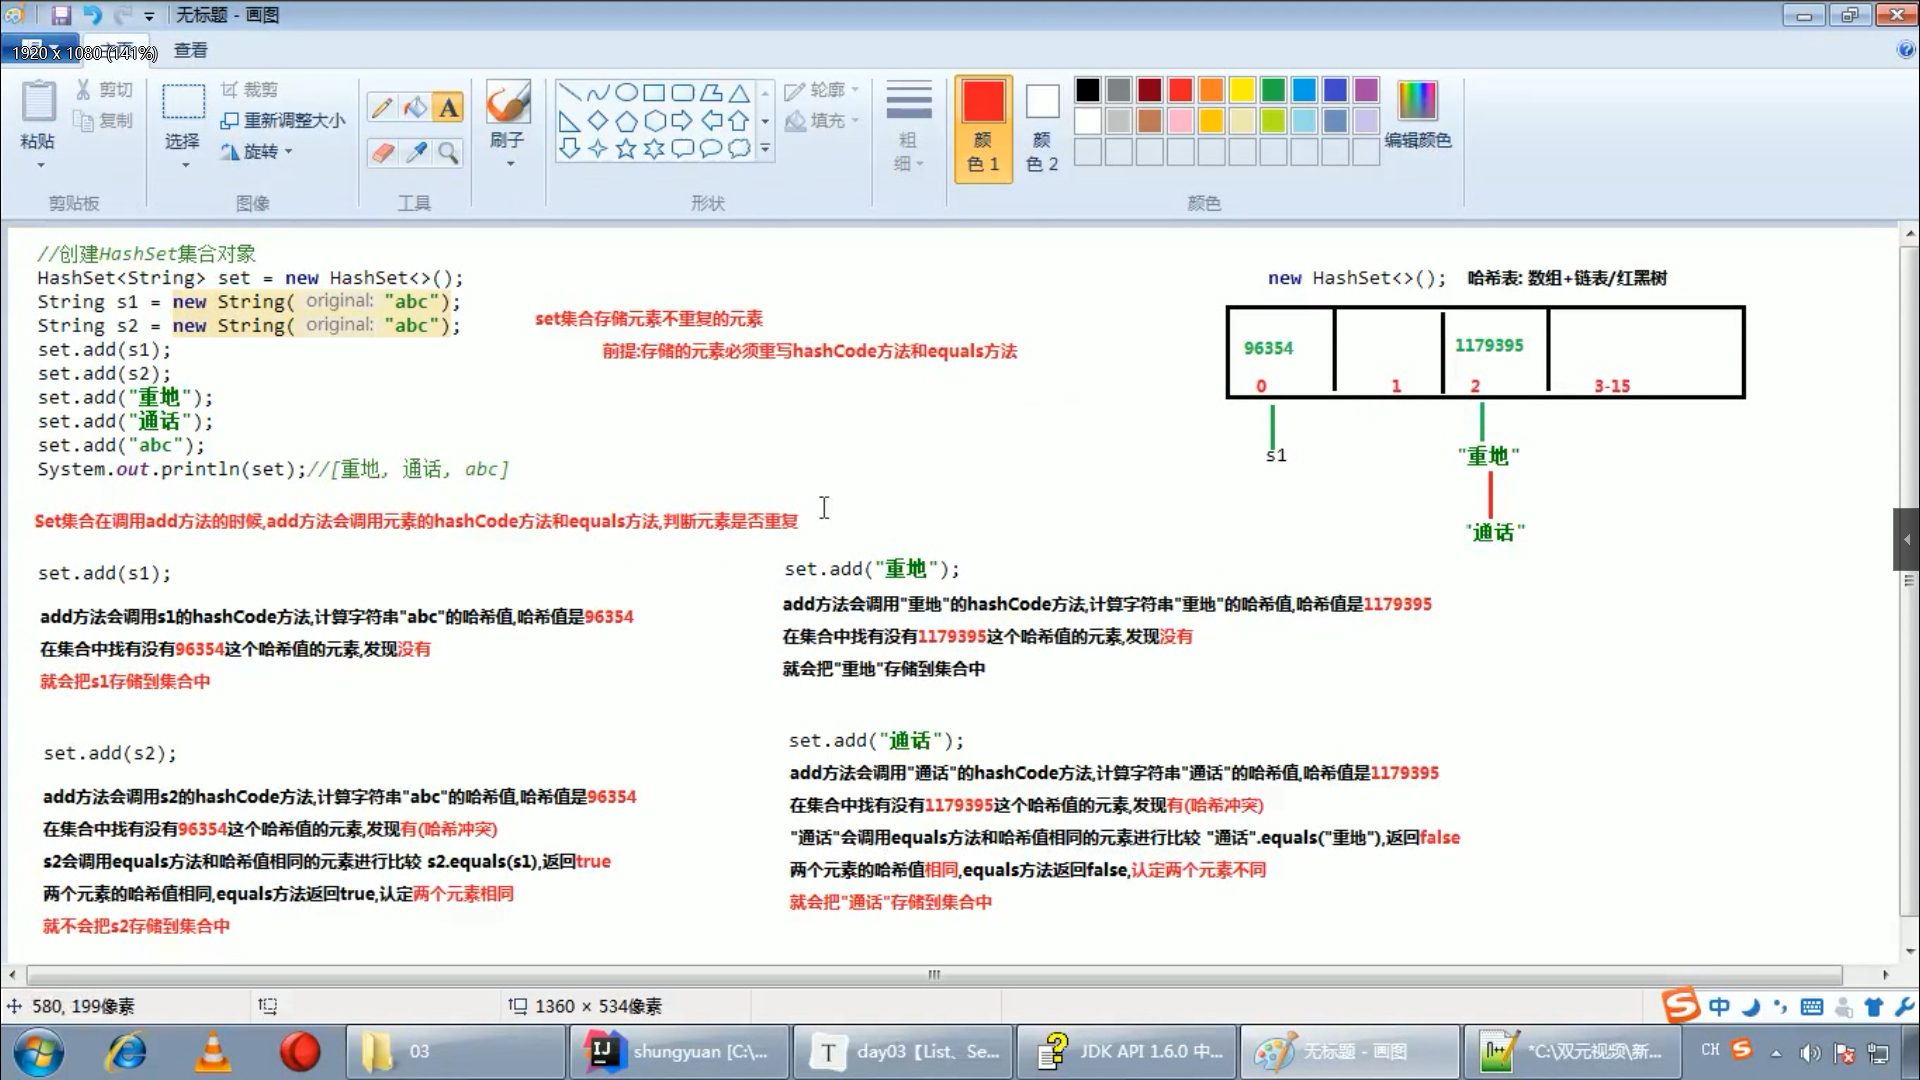 无标题 - 画图
1920 x 1080 (141%)
查看
粘贴
剪切
复制
剪贴板
选择
裁剪
重新调整大小
旋转
图像
A
工具
刷子
轮廓
填充
形状
粗
细
颜
色 1
颜
色 2
编辑颜色
颜色
//创建HashSet集合对象
HashSet<String> set = new HashSet<>();
String s1 = new String( original: "abc");
String s2 = new String( original: "abc");
set.add(s1);
set.add(s2);
set.add("重地");
set.add("通话");
set.add("abc");
System.out.println(set);//[重地, 通话, abc]
set集合存储元素不重复的元素
前提:存储的元素必须重写hashCode方法和equals方法
new HashSet<>(); 哈希表: 数组+链表/红黑树
96354
1179395
0 1 2 3-15
s1
"重地"
"通话"
Set集合在调用add方法的时候,add方法会调用元素的hashCode方法和equals方法,判断元素是否重复
set.add(s1);
add方法会调用s1的hashCode方法,计算字符串"abc"的哈希值,哈希值是96354
在集合中找有没有96354这个哈希值的元素,发现没有
就会把s1存储到集合中
set.add(s2);
add方法会调用s2的hashCode方法,计算字符串"abc"的哈希值,哈希值是96354
在集合中找有没有96354这个哈希值的元素,发现有(哈希冲突)
s2会调用equals方法和哈希值相同的元素进行比较 s2.equals(s1),返回true
两个元素的哈希值相同,equals方法返回true,认定两个元素相同
就不会把s2存储到集合中
set.add("重地");
add方法会调用"重地"的hashCode方法,计算字符串"重地"的哈希值,哈希值是1179395
在集合中找有没有1179395这个哈希值的元素,发现没有
就会把"重地"存储到集合中
set.add("通话");
add方法会调用"通话"的hashCode方法,计算字符串"通话"的哈希值,哈希值是1179395
在集合中找有没有1179395这个哈希值的元素,发现有(哈希冲突)
"通话"会调用equals方法和哈希值相同的元素进行比较 "通话".equals("重地"),返回false
两个元素的哈希值相同,equals方法返回false,认定两个元素不同
就会把"通话"存储到集合中
580, 199像素
1360 × 534像素
中
03
shungyuan [C:\...
day03【List、Se...
JDK API 1.6.0 中...
无标题 - 画图
*C:\双元视频\新...
CH